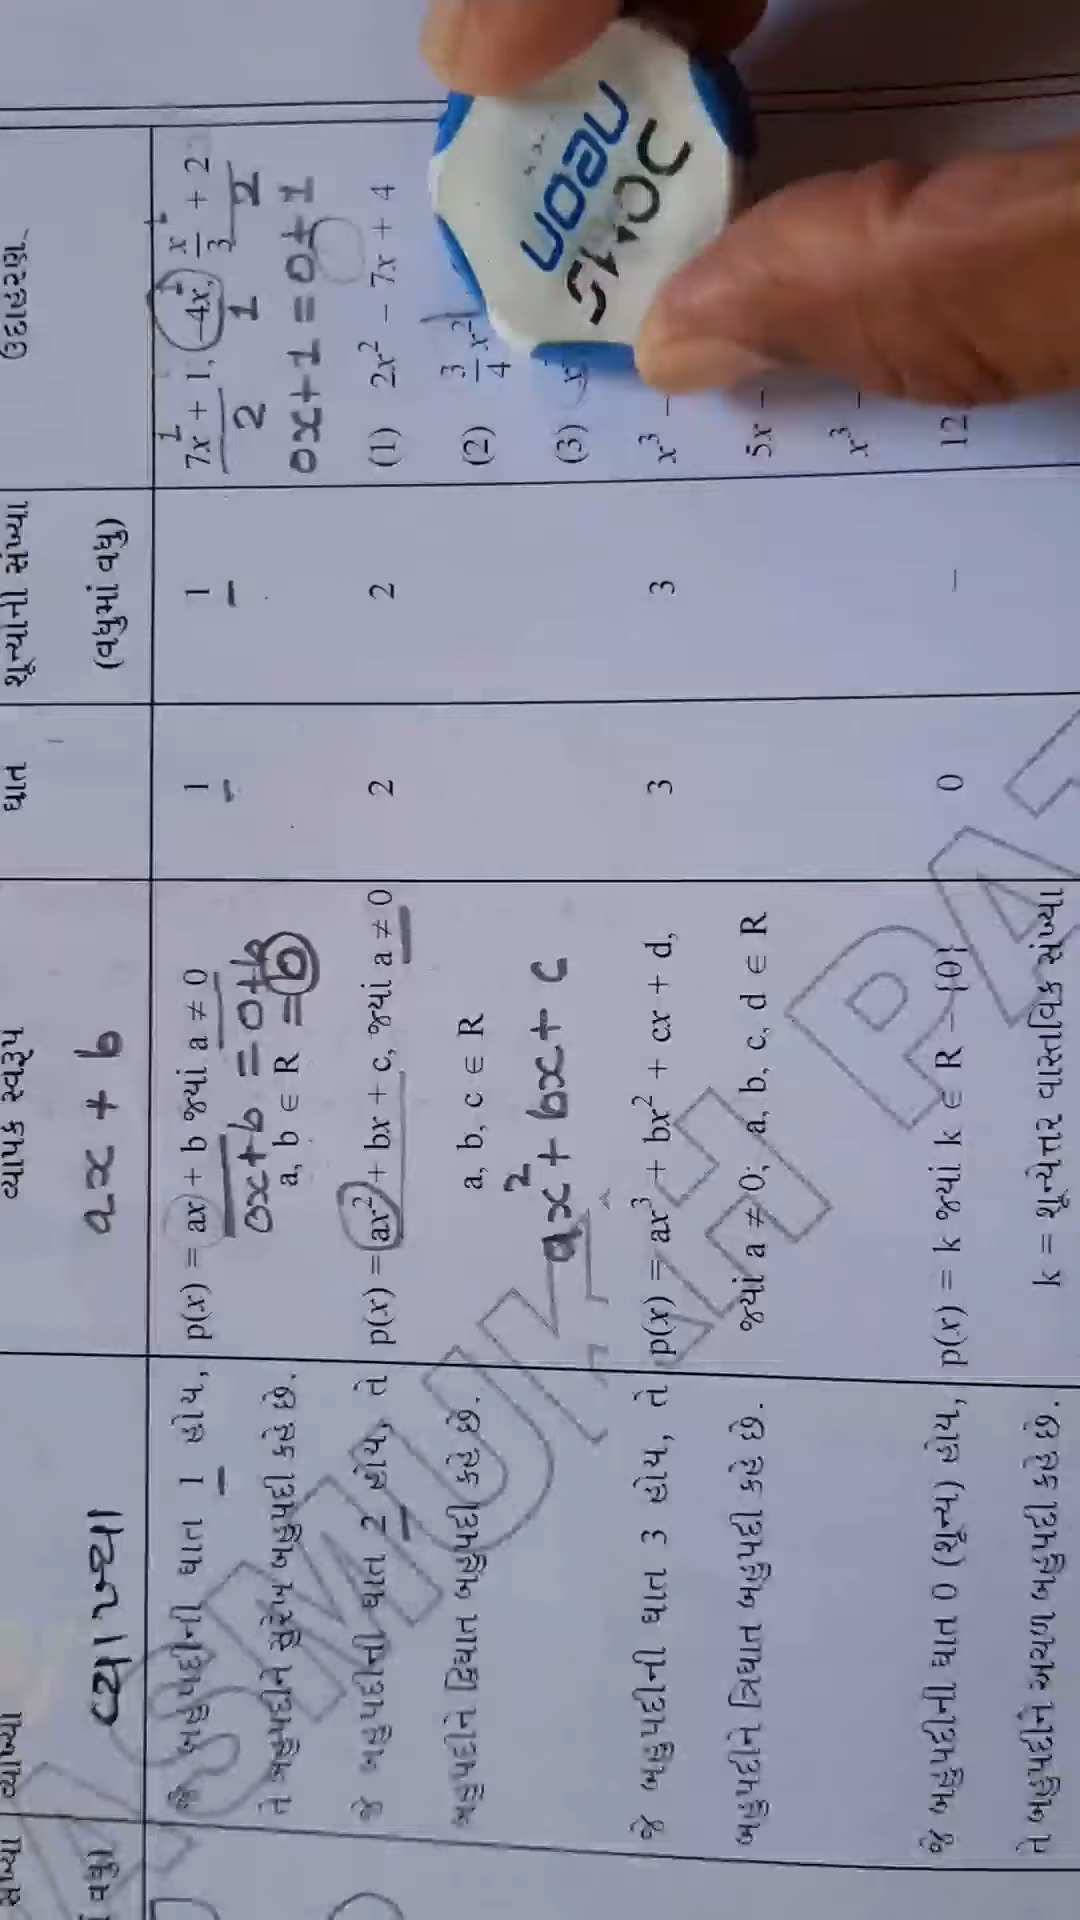 વ્યાખ્યા
વ્યાપક સ્વરૂપ
ઘાત
શૂન્યોની સંખ્યા
(વધુમાં વધુ)
ઉદાહરણ
વ્યાખ્યા
ax + b
જે બહુપદીની ઘાત 1 હોય,
તે બહુપદીને સુરેખ બહુપદી કહે છે.
p(x) = ax + b જ્યાં a ≠ 0
0x+b = 0+b
a, b ∈ R = b
1
1
7x + 1, -4x, x/3 + 2
2 1 2
0x+1 = 0+1
જે બહુપદીની ઘાત 2 હોય, તે
બહુપદીને દ્વિઘાત બહુપદી કહે છે.
p(x) = ax² + bx + c, જ્યાં a ≠ 0
a, b, c ∈ R
ax² + bx + c
2
2
(1) 2x² − 7x + 4
(2) 3/4 x²
(3) x
જે બહુપદીની ઘાત 3 હોય, તે
બહુપદીને ત્રિઘાત બહુપદી કહે છે.
p(x) = ax³ + bx² + cx + d,
જ્યાં a ≠ 0; a, b, c, d ∈ R
3
3
x³ −
5x −
x³ −
જે બહુપદીની ઘાત 0 (શૂન્ય) હોય,
તે બહુપદીને અચળ બહુપદી કહે છે.
p(x) = k જ્યાં k ∈ R − {0}
k = શૂન્યેતર વાસ્તવિક સંખ્યા
0
–
12
neon